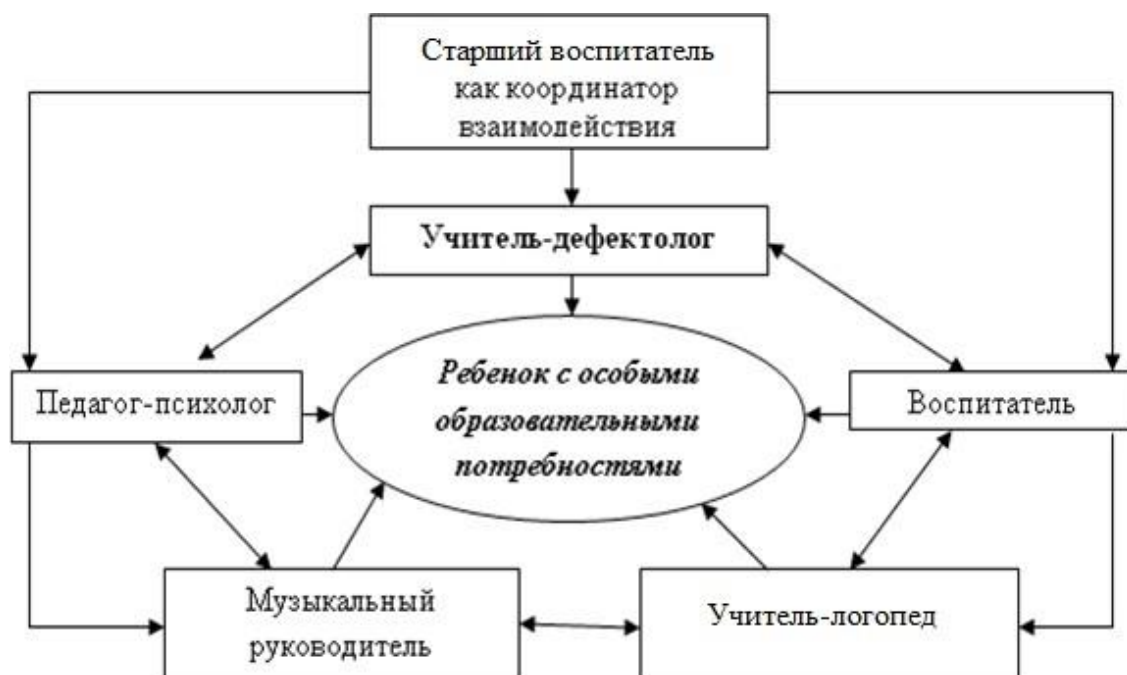 Старший воспитатель
как координатор
взаимодействия
Учитель-дефектолог
Ребенок с особыми
образовательными
потребностями
Педагог-психолог
Воспитатель
Музыкальный
руководитель
Учитель-логопед